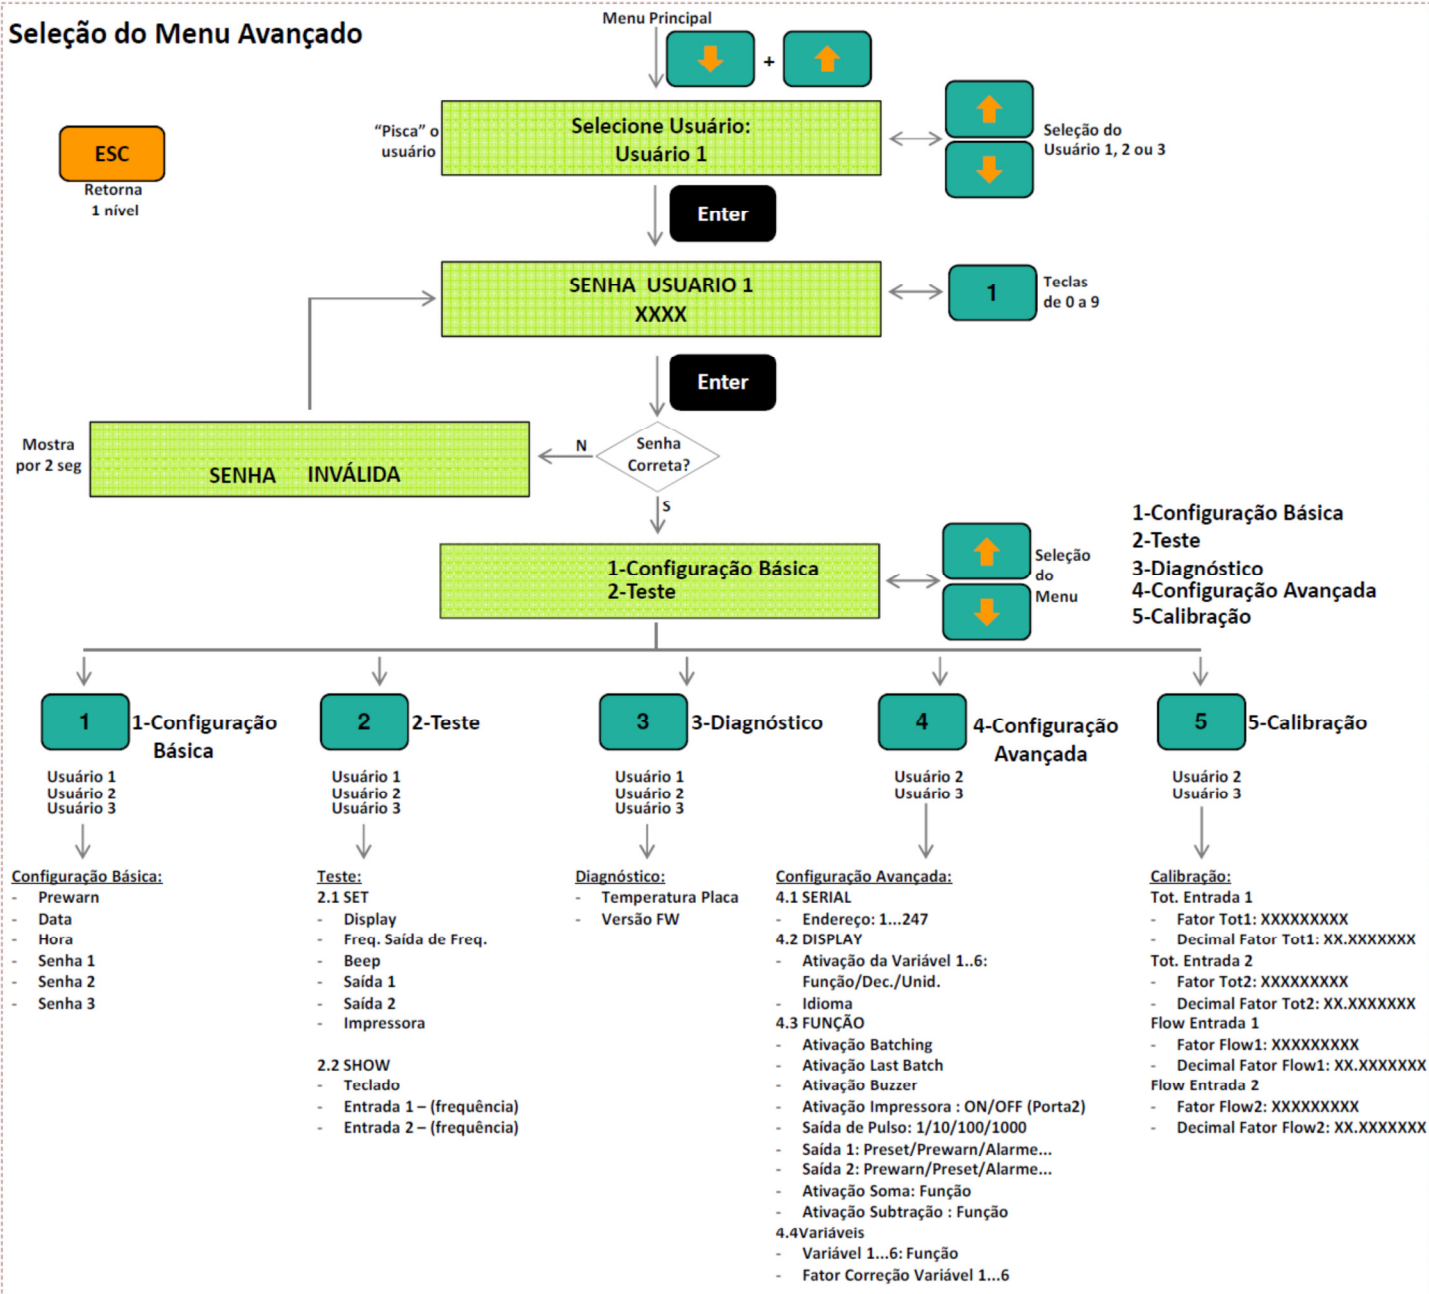 Seleção do Menu Avançado
Menu Principal
+
ESC
Retorna
1 nível
"Pisca" o
usuário
Selecione Usuário:
Usuário 1
Seleção do
Usuário 1, 2 ou 3
Enter
SENHA USUARIO 1
XXXX
1
Teclas
de 0 a 9
Enter
Mostra
por 2 seg
SENHA INVÁLIDA
N
Senha
Correta?
S
1-Configuração Básica
2-Teste
Seleção
do
Menu
1-Configuração Básica
2-Teste
3-Diagnóstico
4-Configuração Avançada
5-Calibração
1
1-Configuração
Básica
Usuário 1
Usuário 2
Usuário 3
2
2-Teste
Usuário 1
Usuário 2
Usuário 3
3
3-Diagnóstico
Usuário 1
Usuário 2
Usuário 3
4
4-Configuração
Avançada
Usuário 2
Usuário 3
5
5-Calibração
Usuário 2
Usuário 3
Configuração Básica:
- Prewarn
- Data
- Hora
- Senha 1
- Senha 2
- Senha 3
Teste:
2.1 SET
- Display
- Freq. Saída de Freq.
- Beep
- Saída 1
- Saída 2
- Impressora
2.2 SHOW
- Teclado
- Entrada 1 – (frequência)
- Entrada 2 – (frequência)
Diagnóstico:
- Temperatura Placa
- Versão FW
Configuração Avançada:
4.1 SERIAL
- Endereço: 1...247
4.2 DISPLAY
- Ativação da Variável 1..6:
Função/Dec./Unid.
- Idioma
4.3 FUNÇÃO
- Ativação Batching
- Ativação Last Batch
- Ativação Buzzer
- Ativação Impressora : ON/OFF (Porta2)
- Saída de Pulso: 1/10/100/1000
- Saída 1: Preset/Prewarn/Alarme...
- Saída 2: Prewarn/Preset/Alarme...
- Ativação Soma: Função
- Ativação Subtração : Função
4.4Variáveis
- Variável 1...6: Função
- Fator Correção Variável 1...6
Calibração:
Tot. Entrada 1
- Fator Tot1: XXXXXXXXX
- Decimal Fator Tot1: XX.XXXXXXX
Tot. Entrada 2
- Fator Tot2: XXXXXXXXX
- Decimal Fator Tot2: XX.XXXXXXX
Flow Entrada 1
- Fator Flow1: XXXXXXXXX
- Decimal Fator Flow1: XX.XXXXXXX
Flow Entrada 2
- Fator Flow2: XXXXXXXXX
- Decimal Fator Flow2: XX.XXXXXXX